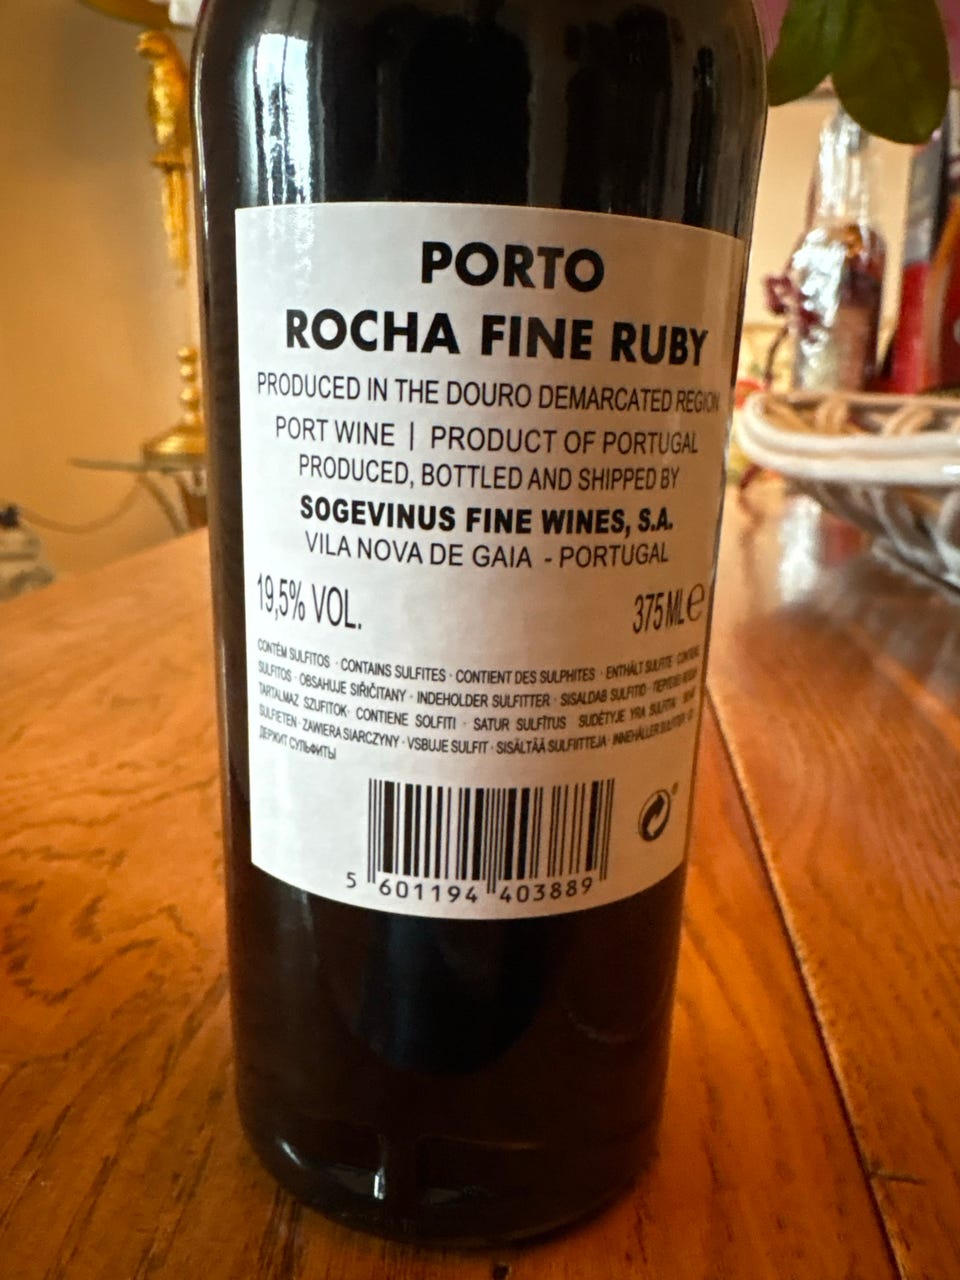 PORTO
ROCHA FINE RUBY
PRODUCED IN THE DOURO DEMARCATED REGION
PORT WINE | PRODUCT OF PORTUGAL
PRODUCED, BOTTLED AND SHIPPED BY
SOGEVINUS FINE WINES, S.A.
VILA NOVA DE GAIA - PORTUGAL
19,5% VOL. 375 ML e
CONTÉM SULFITOS · CONTAINS SULFITES · CONTIENT DES SULPHITES · ENTHÄLT SULFITE · CONTIENE
SULFITOS · OBSAHUJE SIŘIČITANY · INDEHOLDER SULFITTER · SISALDAB SULFITID ·
TARTALMAZ SZUFITOK · CONTIENE SOLFITI · SATUR SULFĪTUS SUDĖTYJE YRA SULFITŲ ·
SULFIETEN · ZAWIERA SIARCZYNY · VSBUJE SULFIT · SISÄLTÄÄ SULFIITTEJA · INNEHÅLLER SULFITER ·
ДЕРЖИТ СУЛЬФИТЫ
5 601194 403889